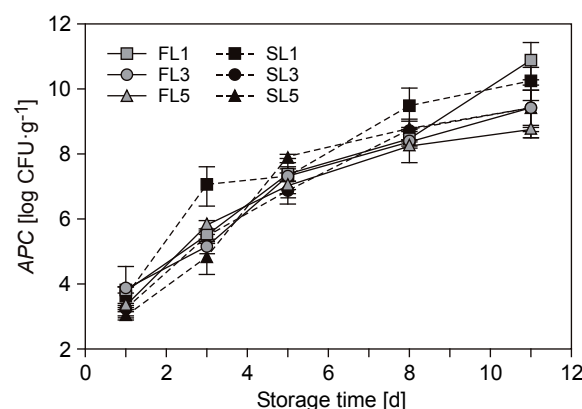 12
10
8
6
4
2
APC [log CFU·g⁻¹]
FL1 SL1
FL3 SL3
FL5 SL5
0 2 4 6 8 10 12
Storage time [d]